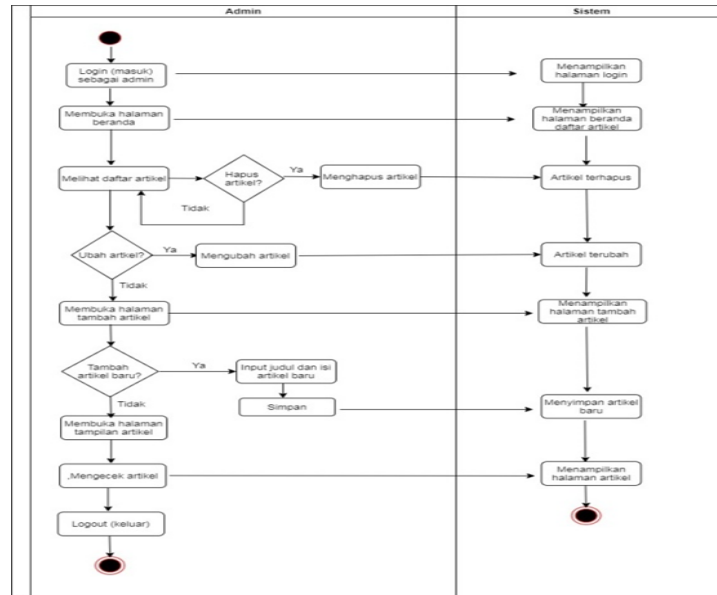 Admin
Sistem
Login (masuk)
sebagai admin
Menampilkan
halaman login
Membuka halaman
beranda
Menampilkan
halaman beranda
daftar artikel
Melihat daftar artikel
Hapus
artikel?
Ya
Menghapus artikel
Artikel terhapus
Tidak
Ubah artkel?
Ya
Mengubah artikel
Artikel terubah
Tidak
Membuka halaman
tambah artikel
Menampilkan
halaman tambah
artikel
Tambah
artikel baru?
Ya
Input judul dan isi
artikel baru
Tidak
Simpan
Menyimpan artikel
baru
Membuka halaman
tampilan artikel
,Mengecek artikel
Menampilkan
halaman artikel
Logout (keluar)